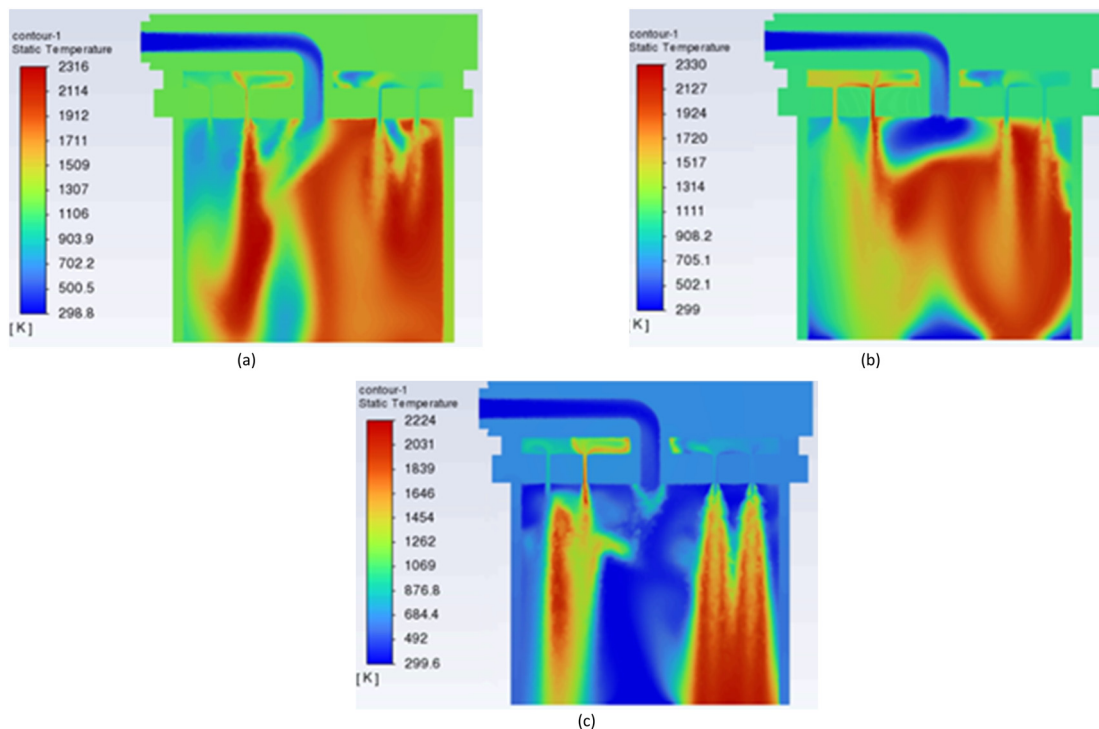 contour-1
Static Temperature
2316
2114
1912
1711
1509
1307
1106
903.9
702.2
500.5
298.8
[K]
(a)
contour-1
Static Temperature
2330
2127
1924
1720
1517
1314
1111
908.2
705.1
502.1
299
[K]
(b)
contour-1
Static Temperature
2224
2031
1839
1646
1454
1262
1069
876.8
684.4
492
299.6
[K]
(c)